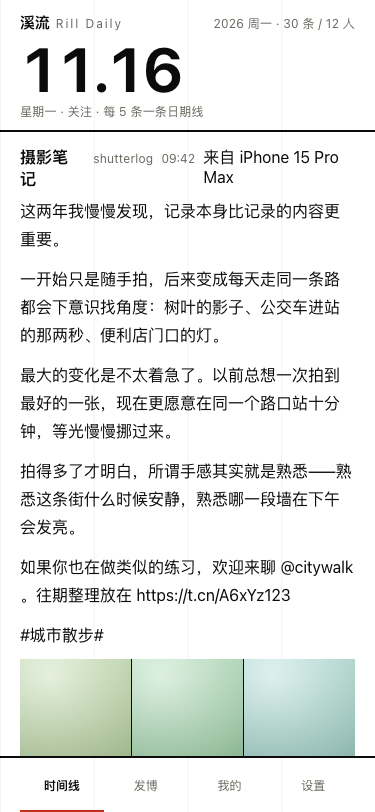 溪流 Rill Daily
2026 周一 · 30 条 / 12 人
11.16
星期一 · 关注 · 每 5 条一条日期线
摄影笔记 shutterlog 09:42 来自 iPhone 15 Pro Max
这两年我慢慢发现，记录本身比记录的内容更
重要。
一开始只是随手拍，后来变成每天走同一条路
都会下意识找角度：树叶的影子、公交车进站
的那两秒、便利店门口的灯。
最大的变化是不太着急了。以前总想一次拍到
最好的一张，现在更愿意在同一个路口站十分
钟，等光慢慢挪过来。
拍得多了才明白，所谓手感其实就是熟悉——熟
悉这条街什么时候安静，熟悉哪一段墙在下午
会发亮。
如果你也在做类似的练习，欢迎来聊 @citywalk
。往期整理放在 https://t.cn/A6xYz123
#城市散步#
时间线 发博 我的 设置